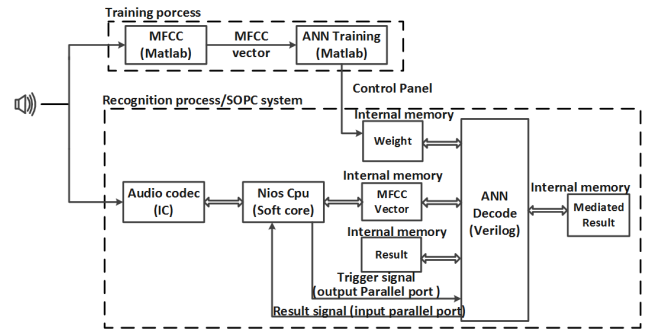 Training porcess
MFCC
(Matlab)
MFCC
vector
ANN Training
(Matlab)
Control Panel
Recognition process/SOPC system
Internal memory
Weight
Audio codec
(IC)
Nios Cpu
(Soft core)
Internal memory
MFCC
Vector
Internal memory
Result
ANN
Decode
(Verilog)
Internal memory
Mediated
Result
Trigger signal
(output Parallel port )
Result signal (input parallel port)